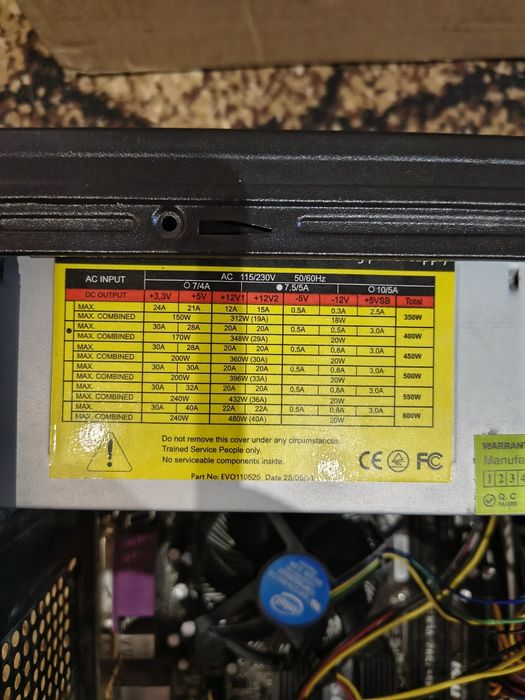 AC INPUT AC 115/230V 50/60Hz
7/4A 7,5/5A 10/5A
DC OUTPUT +3,3V +5V +12V1 +12V2 -5V -12V +5VSB Total
MAX. 24A 21A 12A 15A 0,5A 0,3A 2,5A 350W
MAX. COMBINED 150W 312W (19A) 18W
MAX. 30A 28A 20A 20A 0,5A 0,5A 3,0A 400W
MAX. COMBINED 170W 348W (29A) 20W
MAX. 24A 28A 20A 20A 0,5A 0,5A 3,0A 450W
MAX. COMBINED 200W 360W (30A) 20W
MAX. 30A 30A 20A 20A 0,5A 0,8A 3,0A 500W
MAX. COMBINED 200W 396W (33A) 20W
MAX. 30A 32A 20A 20A 0,5A 0,8A 3,0A 550W
MAX. COMBINED 240W 432W (36A) 20W
MAX. 30A 40A 22A 22A 0,5A 0,8A 3,0A 600W
MAX. COMBINED 240W 480W (40A) 20W
Do not remove this cover under any circumstances.
Trained Service People only.
No serviceable components inside.
CE FC
Part No: EVO110525 Date
WARRAN
Manufa
1 2 3 4
Q.C
PASSED
intel